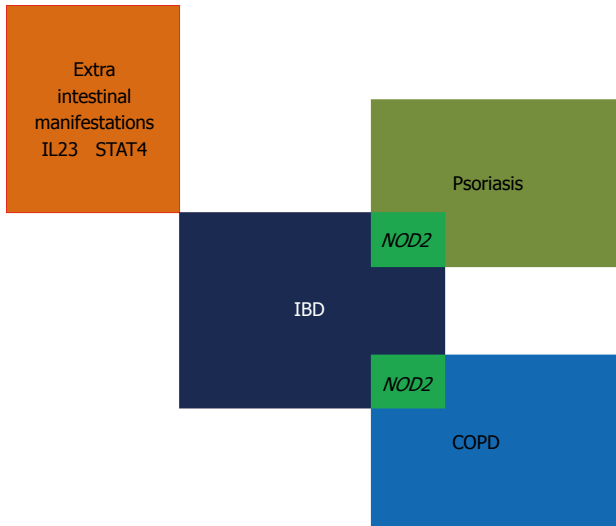 Extra
intestinal
manifestations
IL23 STAT4
Psoriasis
NOD2
IBD
NOD2
COPD